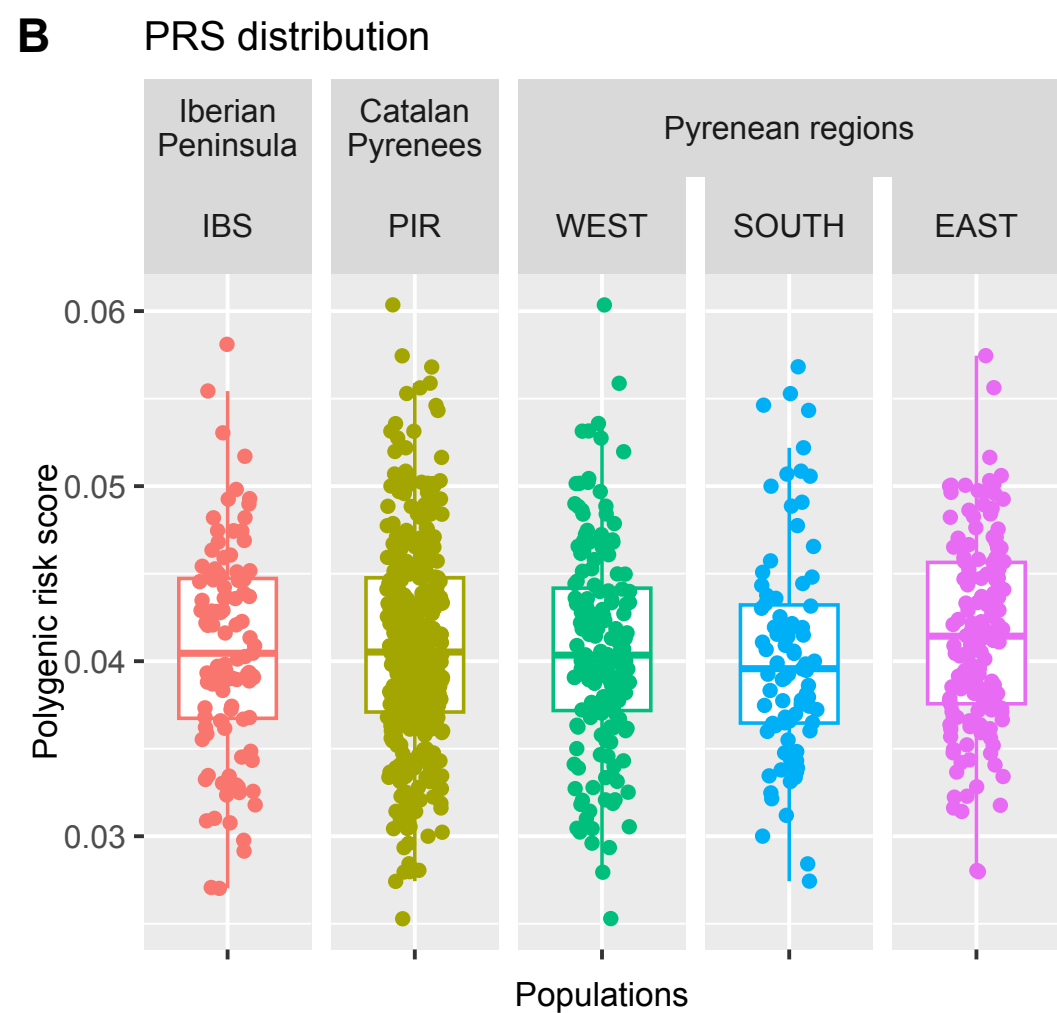 B PRS distribution
Iberian
Peninsula
Catalan
Pyrenees
Pyrenean regions
IBS
PIR
WEST
SOUTH
EAST
0.06
0.05
0.04
0.03
Polygenic risk score
Populations